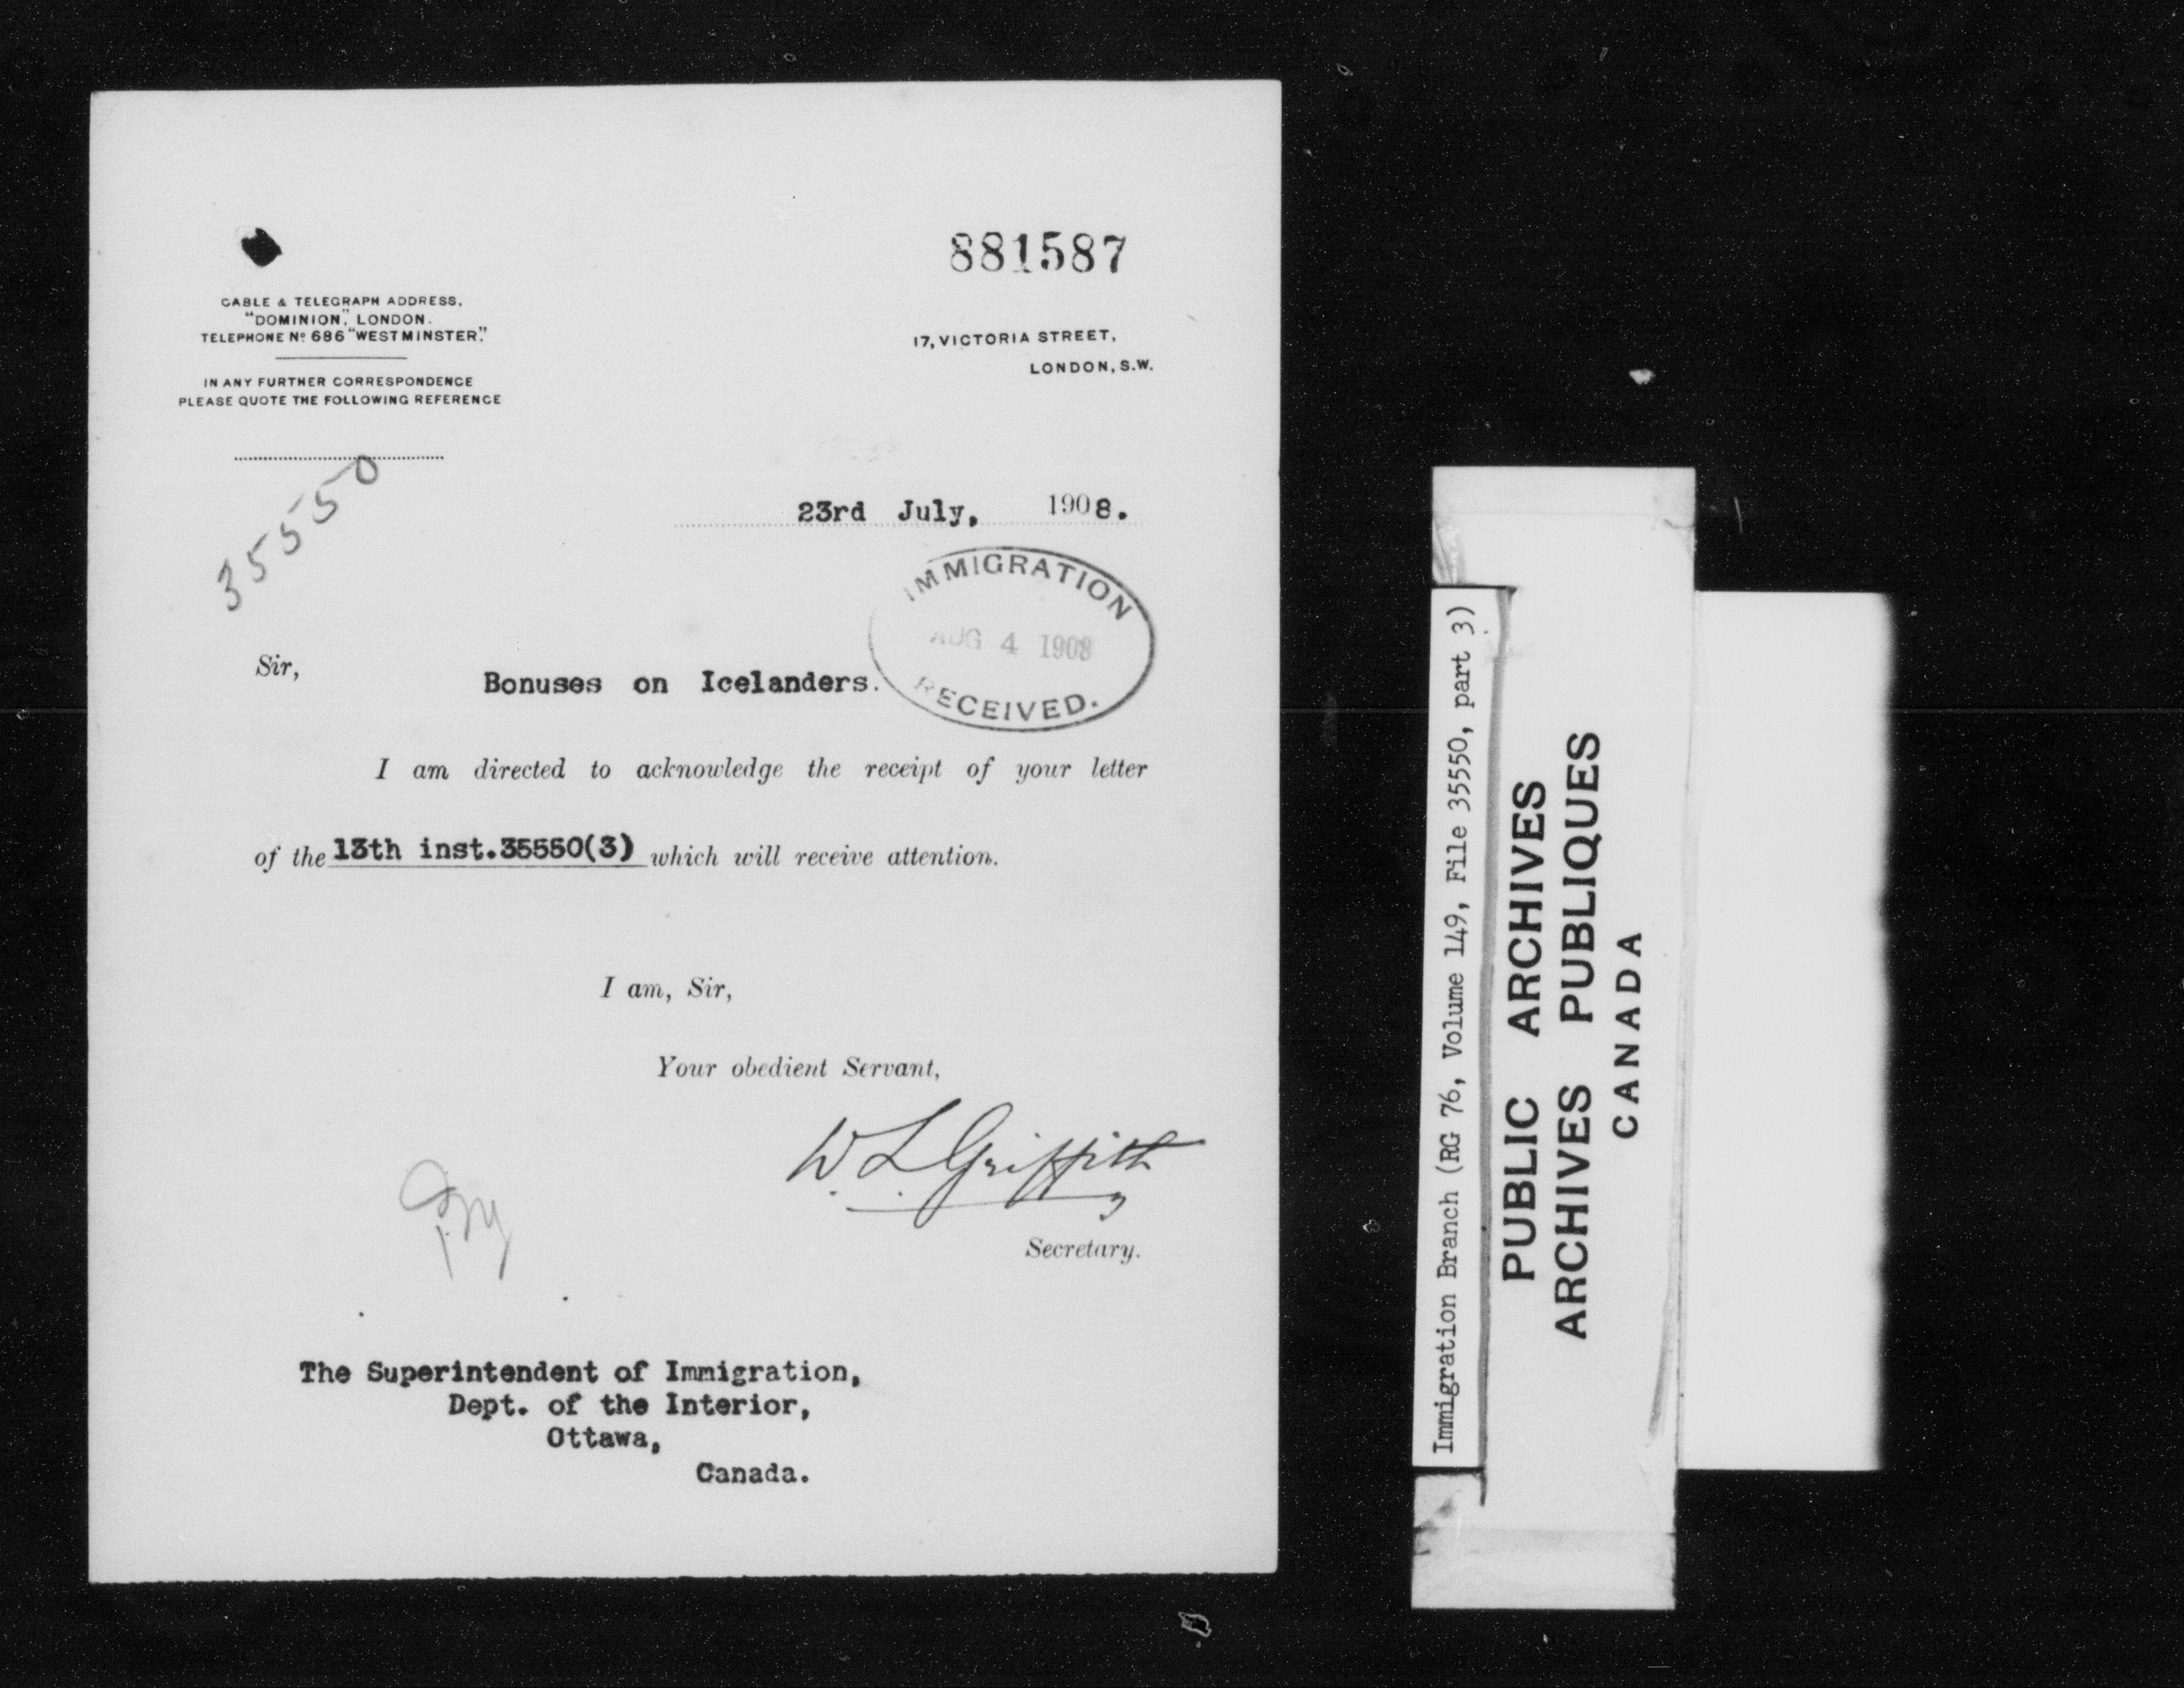 881587
CABLE & TELEGRAPH ADDRESS,
"DOMINION", LONDON.
TELEPHONE No 686 "WESTMINSTER."
IN ANY FURTHER CORRESPONDENCE
PLEASE QUOTE THE FOLLOWING REFERENCE
17, VICTORIA STREET,
LONDON, S.W.
35550
23rd July, 1908.
IMMIGRATION
AUG 4 1908
RECEIVED.
Sir,
Bonuses on Icelanders.
I am directed to acknowledge the receipt of your letter
of the 13th inst.35550(3) which will receive attention.
I am, Sir,
Your obedient Servant,
W. L. Griffith
Secretary.
The Superintendent of Immigration,
Dept. of the Interior,
Ottawa,
Canada.
Immigration Branch (RG 76, Volume 149, File 35550, part 3)
PUBLIC ARCHIVES
ARCHIVES PUBLIQUES
CANADA